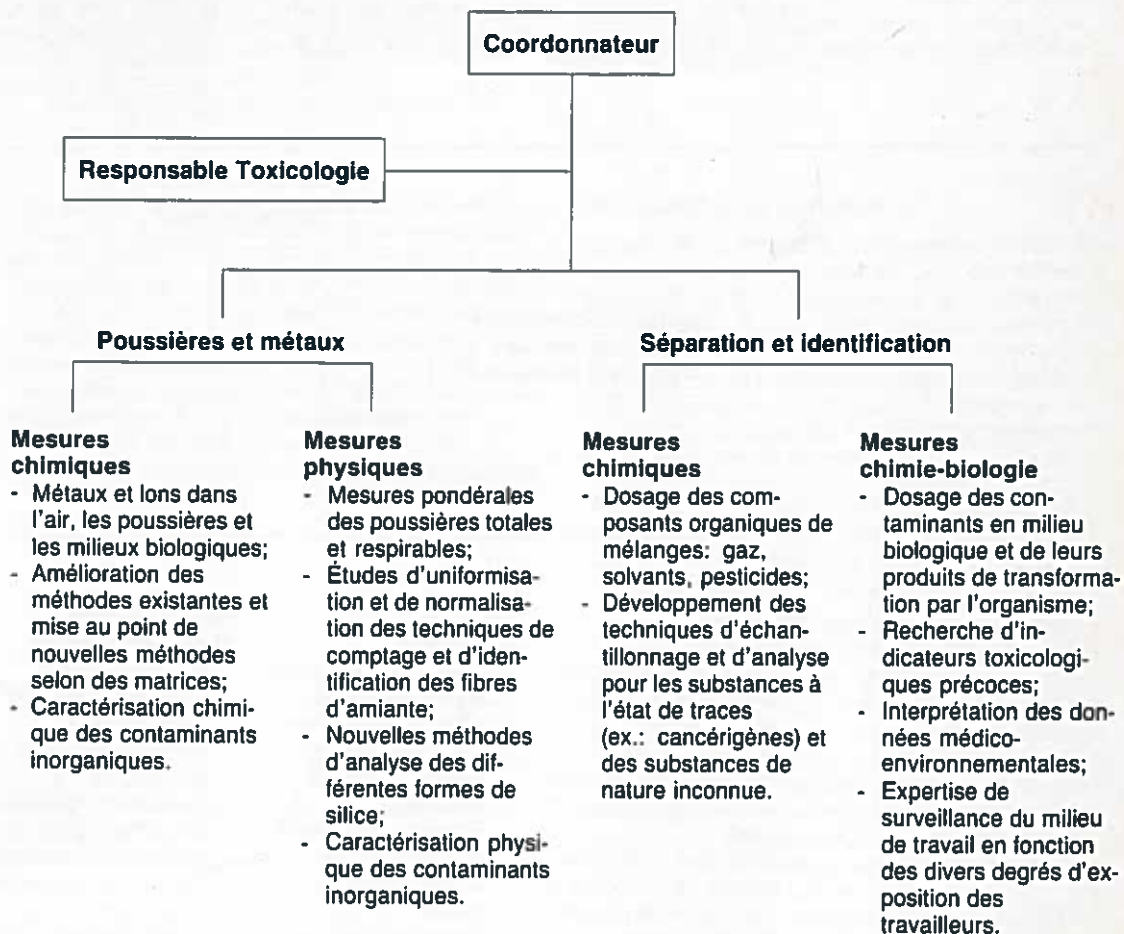 Coordonnateur
Responsable Toxicologie
Poussières et métaux
Séparation et identification
Mesures
chimiques
- Métaux et Ions dans
l'air, les poussières et
les milieux biologiques;
- Amélioration des
méthodes existantes et
mise au point de
nouvelles méthodes
selon des matrices;
- Caractérisation chimi-
que des contaminants
inorganiques.
Mesures
physiques
- Mesures pondérales
des poussières totales
et respirables;
- Études d'uniformisa-
tion et de normalisa-
tion des techniques de
comptage et d'iden-
tification des fibres
d'amiante;
- Nouvelles méthodes
d'analyse des dif-
férentes formes de
silice;
- Caractérisation physi-
que des contaminants
inorganiques.
Mesures
chimiques
- Dosage des com-
posants organiques de
mélanges: gaz,
solvants, pesticides;
- Développement des
techniques d'échan-
tillonnage et d'analyse
pour les substances à
l'état de traces
(ex.: cancérigènes) et
des substances de
nature inconnue.
Mesures
chimie-biologie
- Dosage des con-
taminants en milieu
biologique et de leurs
produits de transforma-
tion par l'organisme;
- Recherche d'in-
dicateurs toxicologi-
ques précoces;
- Interprétation des don-
nées médico-
environnementales;
- Expertise de
surveillance du milieu
de travail en fonction
des divers degrés d'ex-
position des
travailleurs.